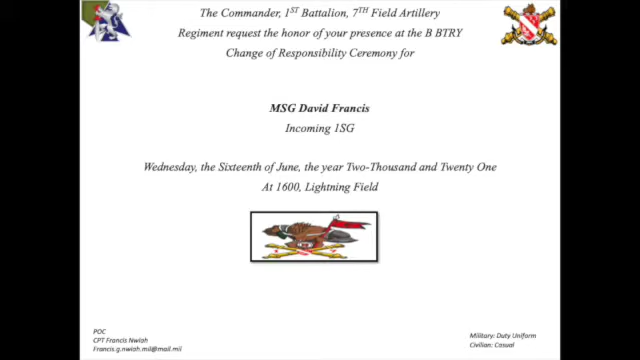 The Commander, 1ST Battalion, 7TH Field Artillery
Regiment request the honor of your presence at the B BTRY
Change of Responsibility Ceremony for
MSG David Francis
Incoming 1SG
Wednesday, the Sixteenth of June, the year Two-Thousand and Twenty One
At 1600, Lightning Field
POC
CPT Francis Nwiah
Francis.g.nwiah.mil@mail.mil
Military: Duty Uniform
Civilian: Casual